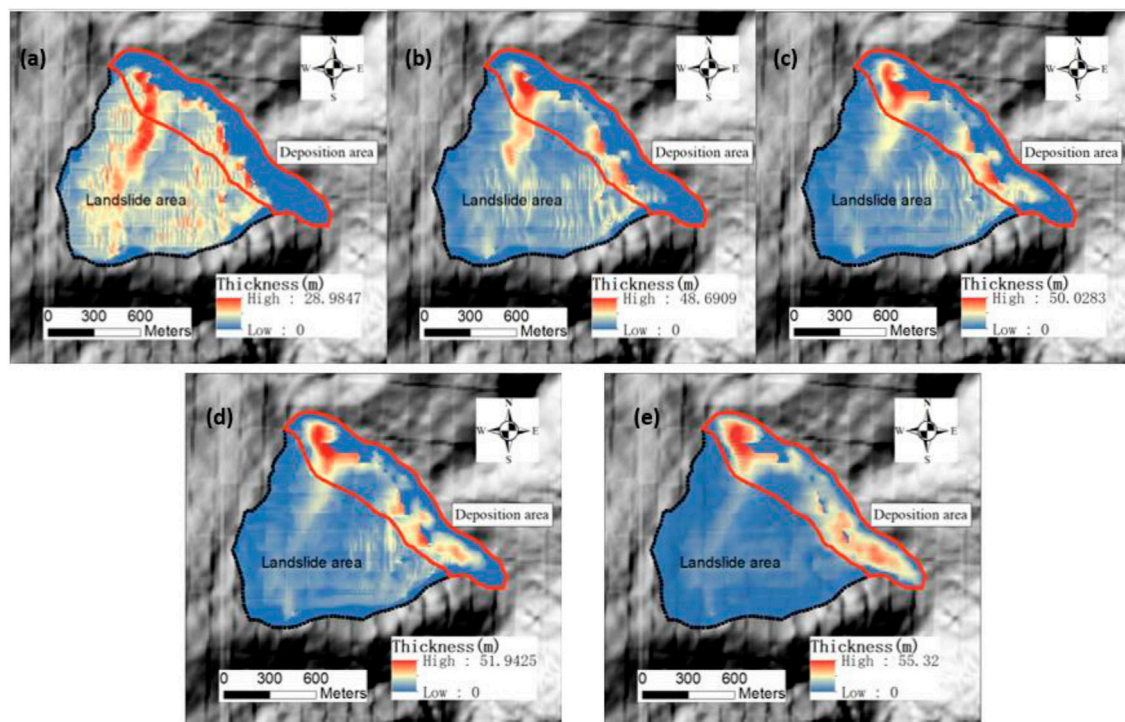 (a)
N
W E
S
Deposition area
Landslide area
Thickness(m)
High : 28.9847
Low : 0
0 300 600
Meters
(b)
N
W E
S
Deposition area
Landslide area
Thickness(m)
High : 48.6909
Low : 0
0 300 600
Meters
(c)
N
W E
S
Deposition area
Landslide area
Thickness(m)
High : 50.0283
Low : 0
0 300 600
Meters
(d)
N
W E
S
Deposition area
Landslide area
Thickness(m)
High : 51.9425
Low : 0
0 300 600
Meters
(e)
N
W E
S
Deposition area
Landslide area
Thickness(m)
High : 55.32
Low : 0
0 300 600
Meters